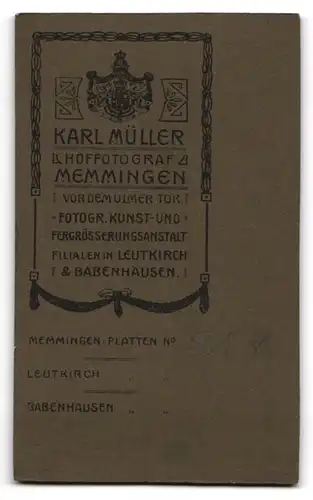 KARL MÜLLER
HOFFOTOGRAF
MEMMINGEN
VOR DEM ULMER TOR.
FOTOGR. KUNST- UND
FERGRÖSSERUNGSANSTALT
FILIALEN IN LEUTKIRCH
& BABENHAUSEN.
MEMMINGEN: PLATTEN NO
LEUTKIRCH " "
BABENHAUSEN " "